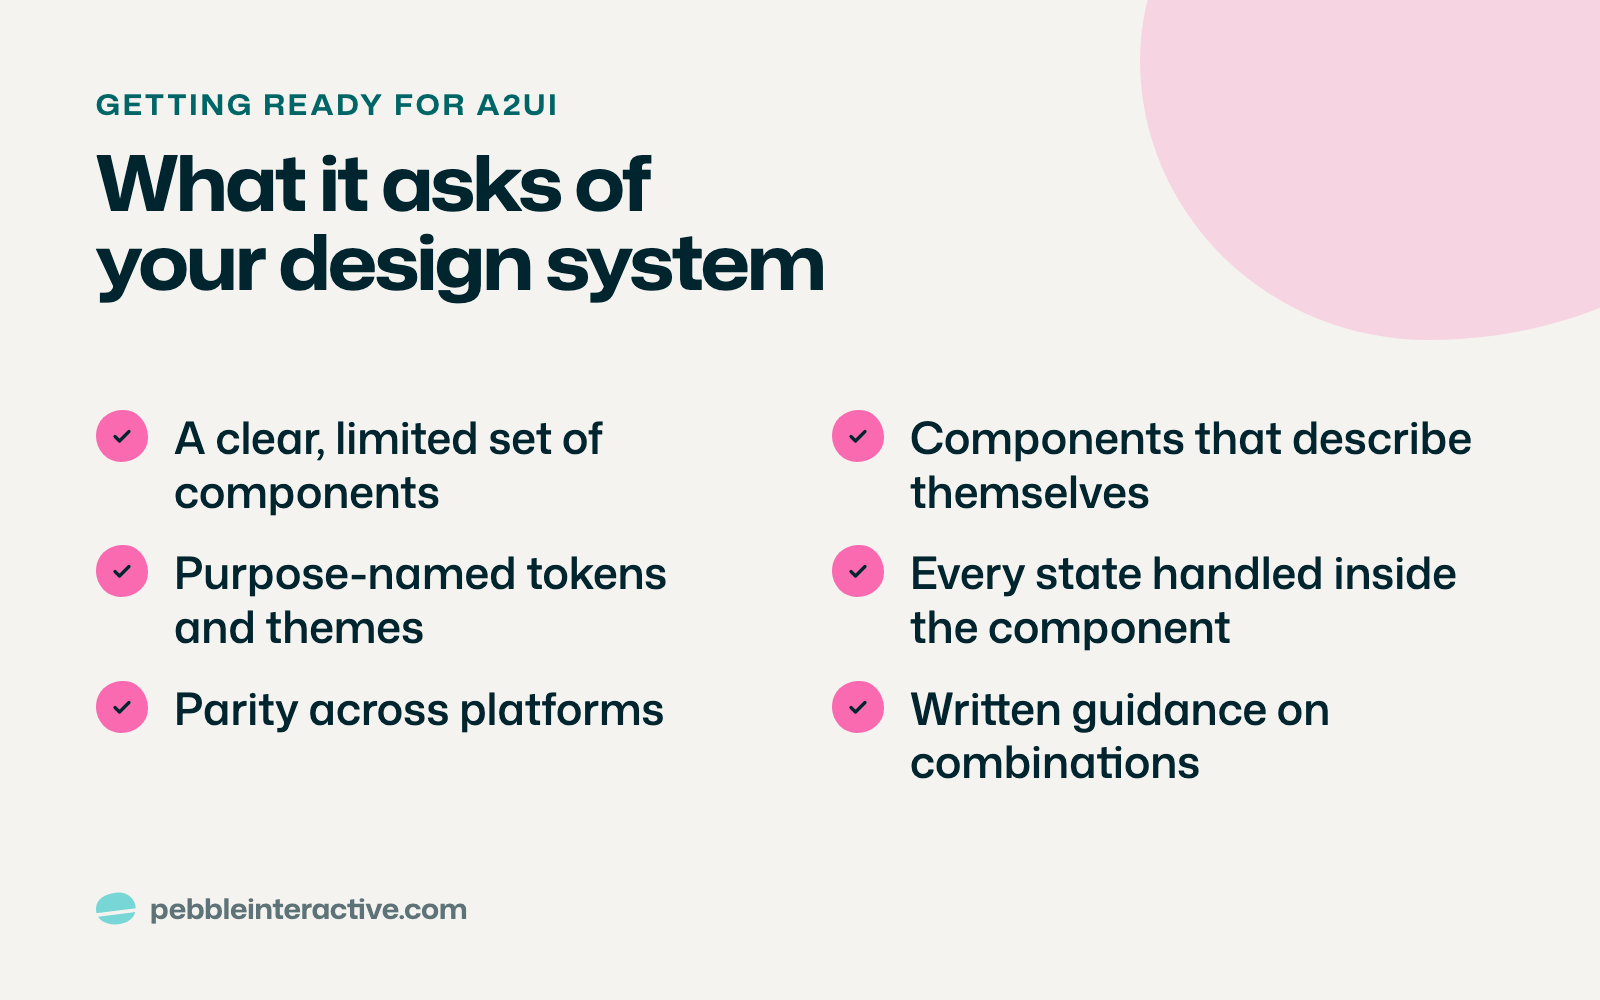 GETTING READY FOR A2UI
What it asks of
your design system
A clear, limited set of
components
Purpose-named tokens
and themes
Parity across platforms
Components that describe
themselves
Every state handled inside
the component
Written guidance on
combinations
pebbleinteractive.com